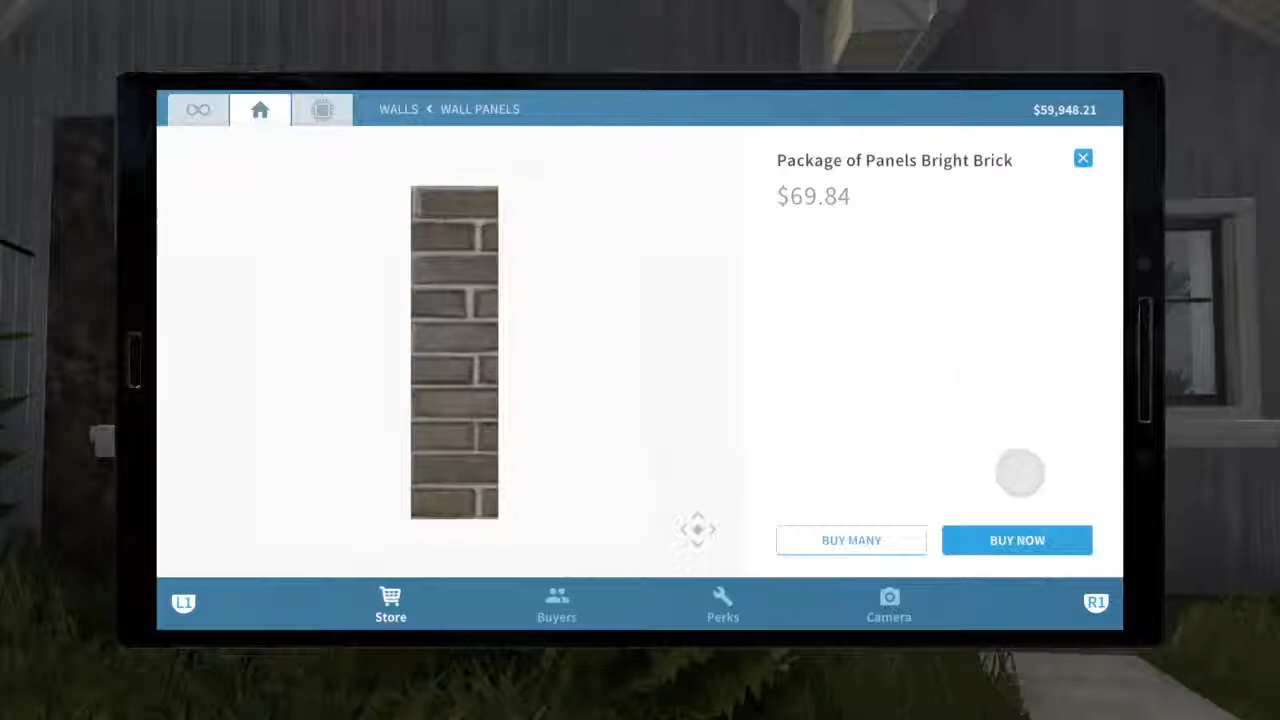 WALLS < WALL PANELS
$59,948.21
Package of Panels Bright Brick
$69.84
BUY MANY
BUY NOW
L1
Store
Buyers
Perks
Camera
R1